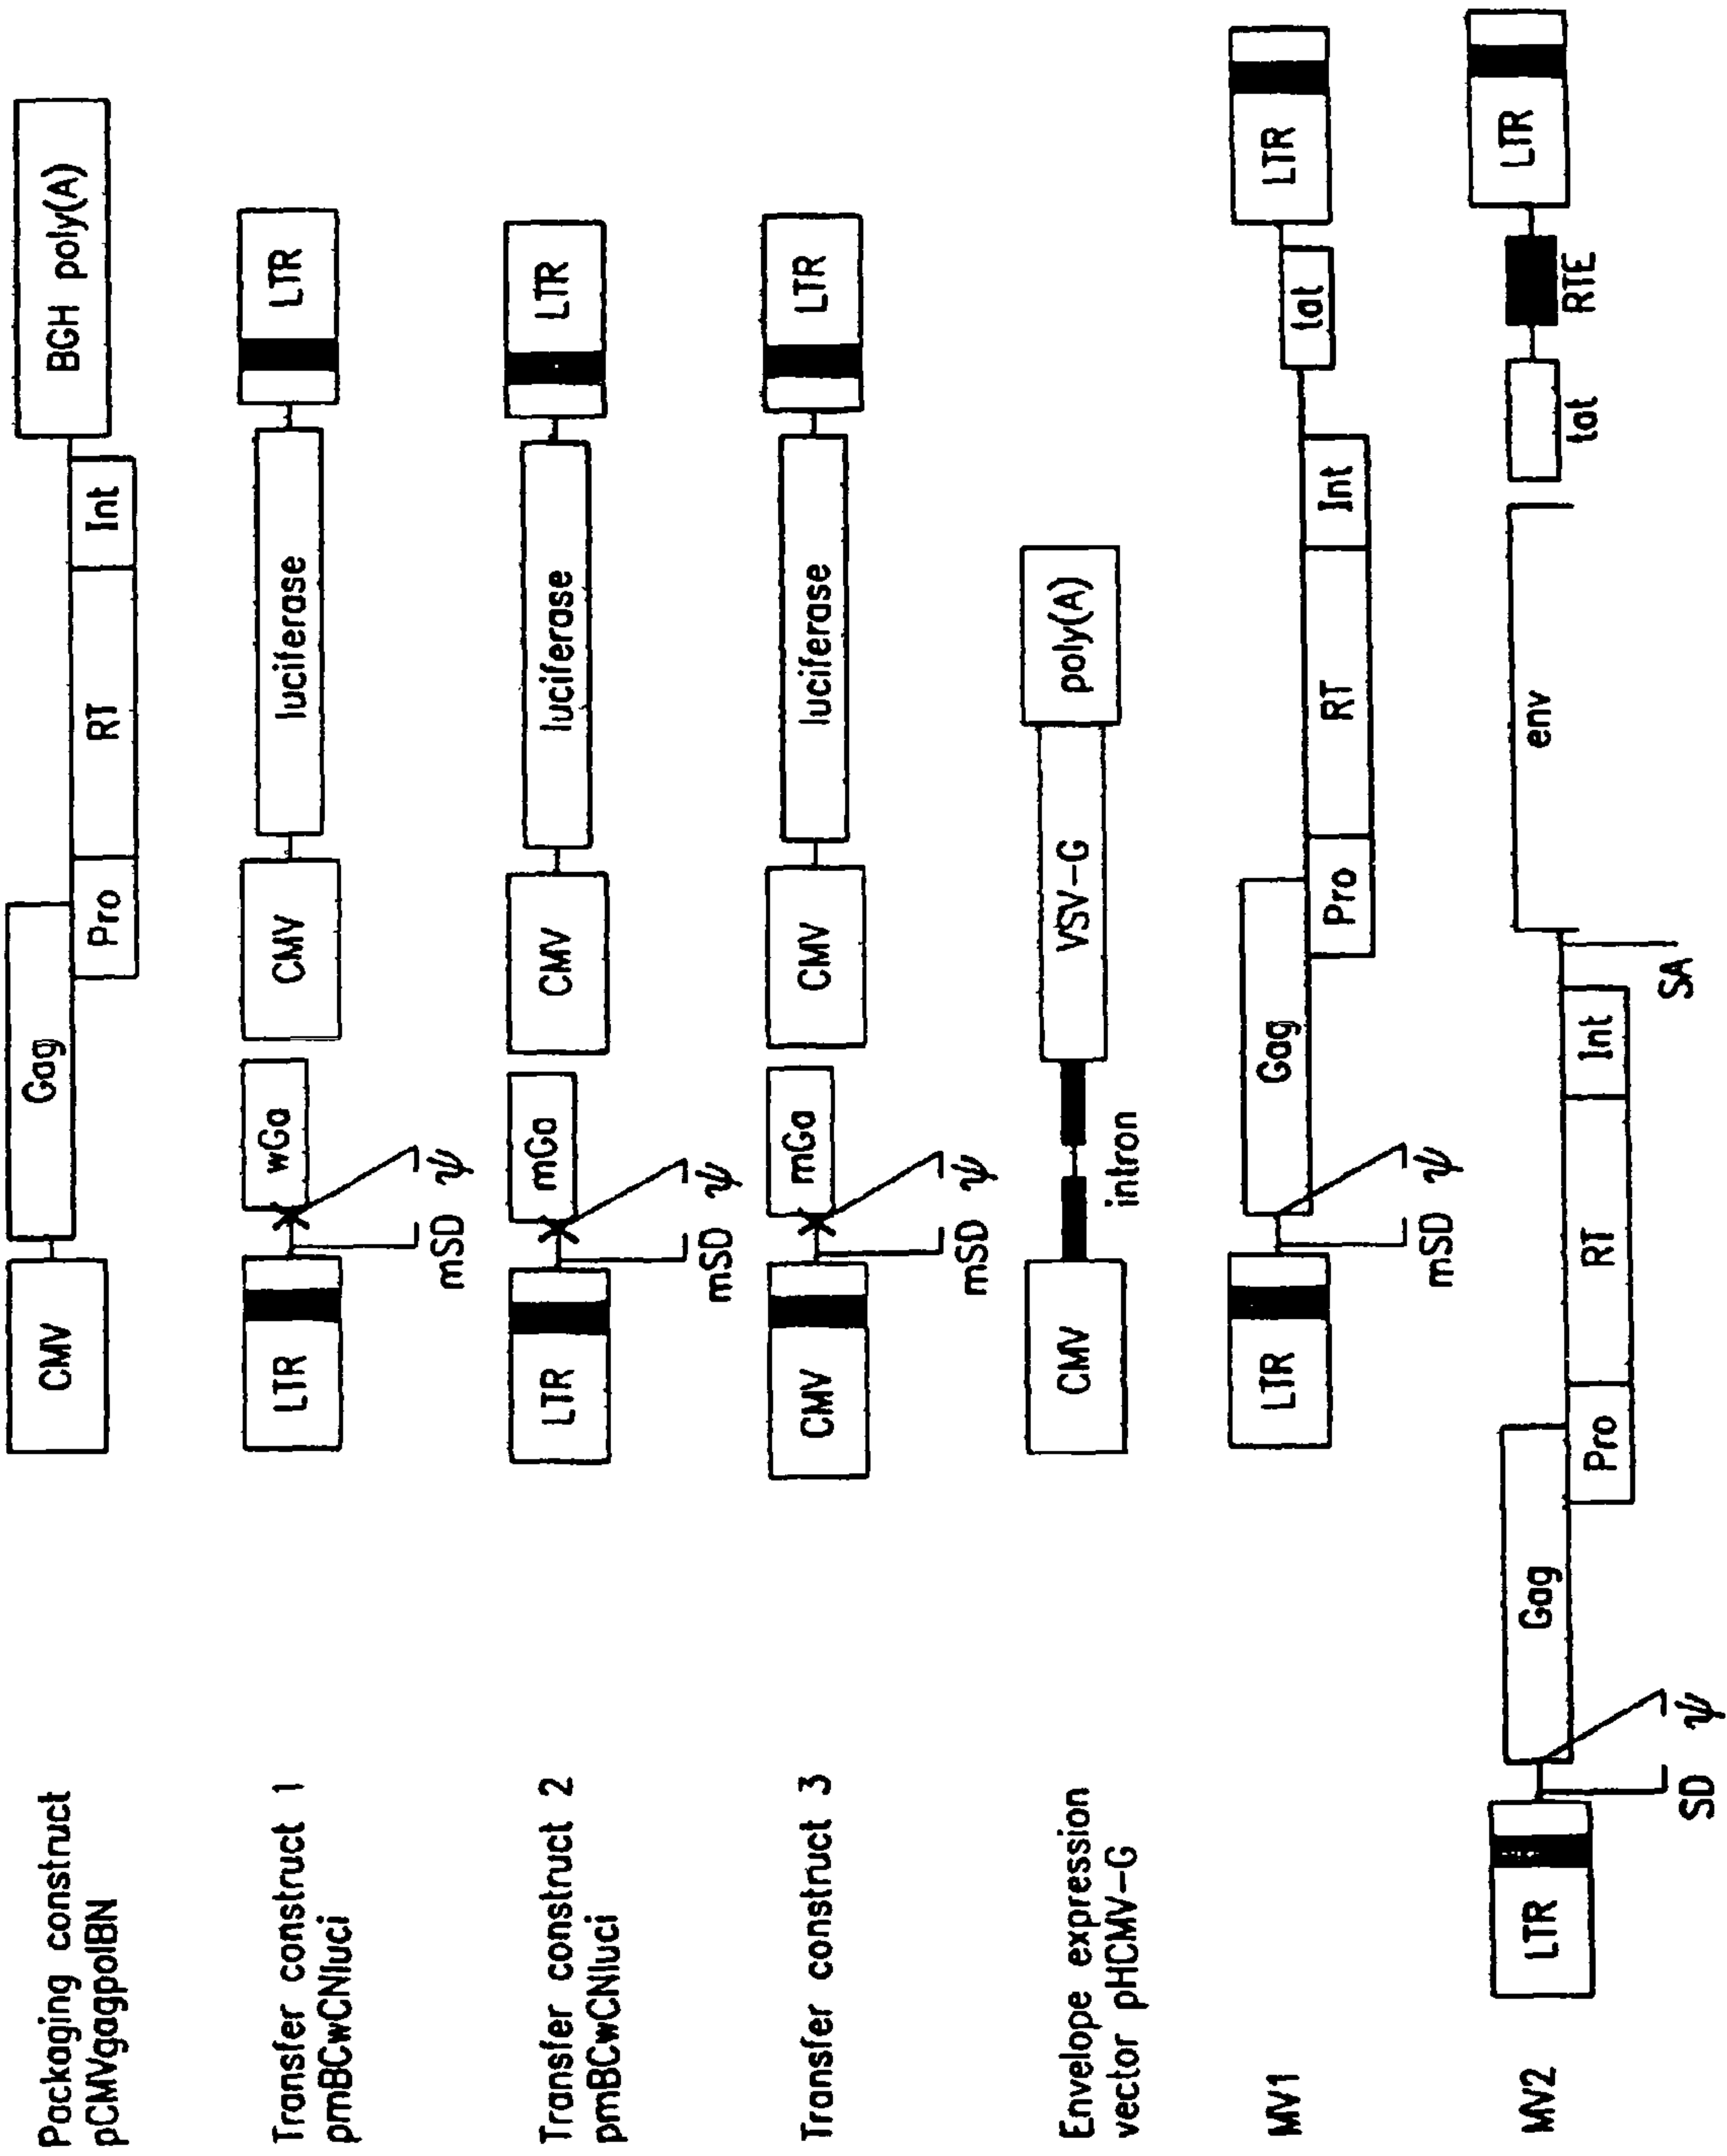 Packaging construct
pCMVgagpolBN
CMV
Gag
Pro
RT
Int
BGH poly(A)
Transfer construct 1
pmBCwCNluci
LTR
mSD
ψ
wGa
CMV
luciferase
LTR
Transfer construct 2
pmBCwCNluci
LTR
mSD
ψ
mGa
CMV
luciferase
LTR
Transfer construct 3
CMV
mSD
ψ
mGa
CMV
luciferase
LTR
Envelope expression
vector pHCMV-G
CMV
intron
VSV-G
poly(A)
MV1
LTR
mSD
ψ
Gag
Pro
RT
Int
tat
LTR
MV2
LTR
SD
ψ
Gag
Pro
RT
Int
SA
env
tat
RTE
LTR